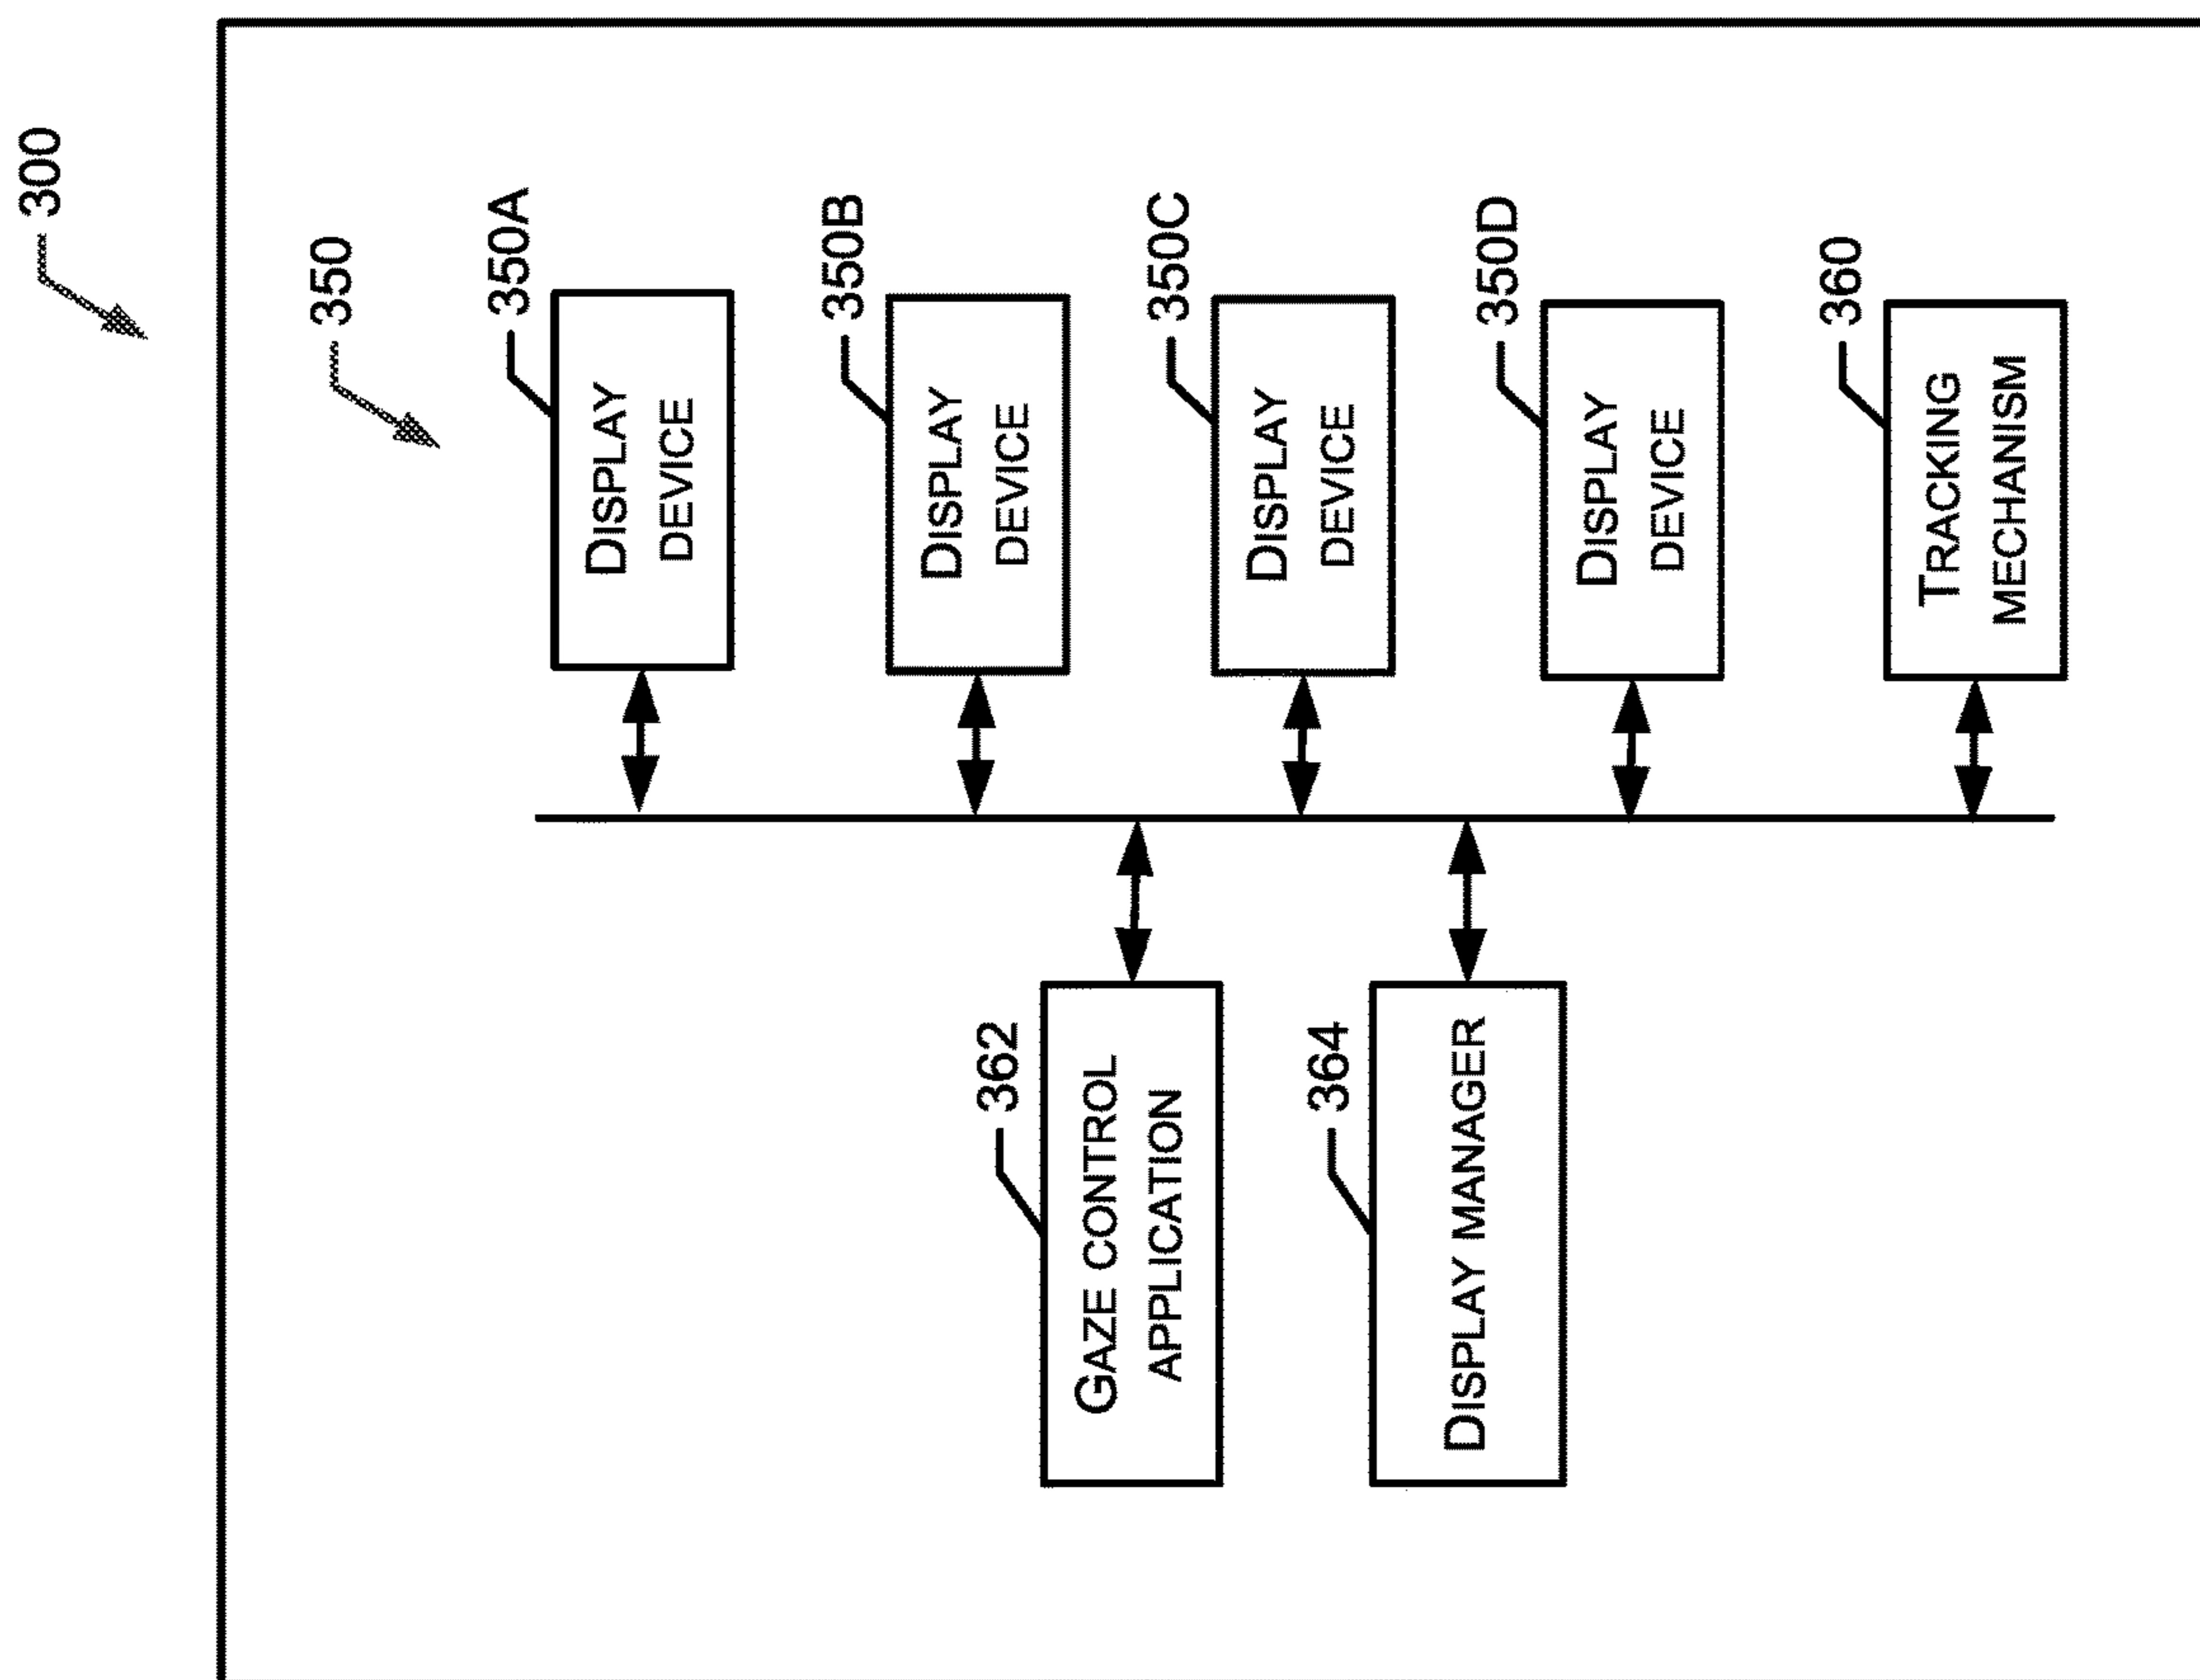 300
350
350A
DISPLAY
DEVICE
350B
DISPLAY
DEVICE
350C
DISPLAY
DEVICE
350D
DISPLAY
DEVICE
360
TRACKING
MECHANISM
362
GAZE CONTROL
APPLICATION
364
DISPLAY MANAGER